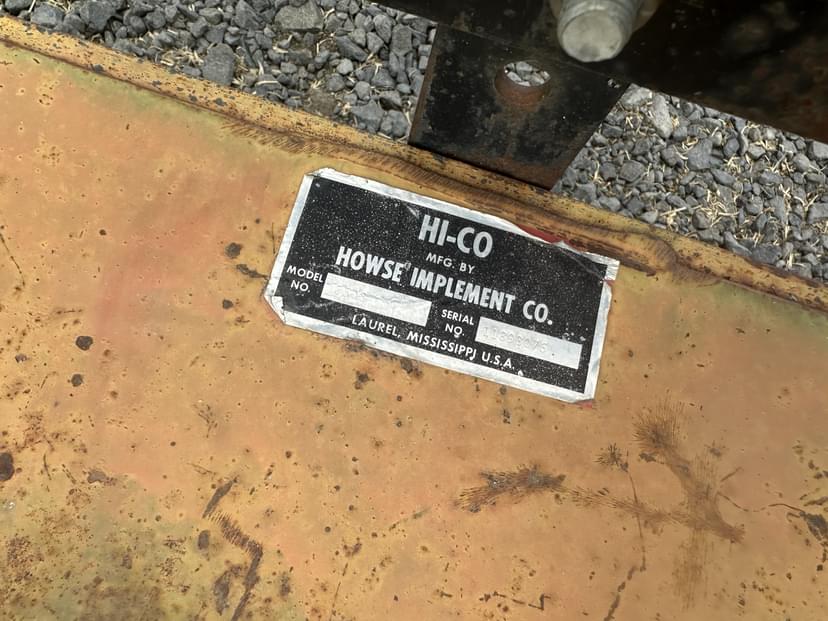 HI-CO
MFG. BY
HOWSE IMPLEMENT CO.
MODEL NO.
SERIAL NO.
LAUREL, MISSISSIPPI U.S.A.